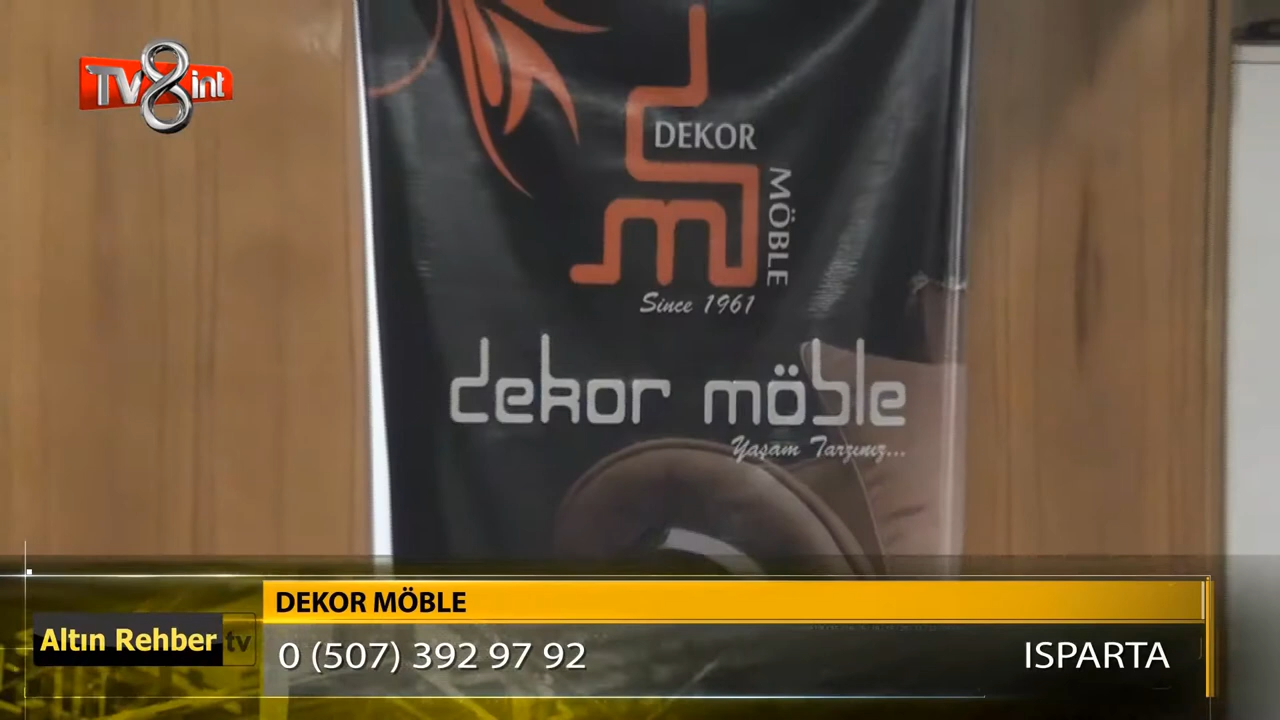 TV8int
DEKOR
MÖBLE
Since 1961
dekor möble
Yaşam Tarzınız...
DEKOR MÖBLE
Altın Rehber tv
0 (507) 392 97 92
ISPARTA